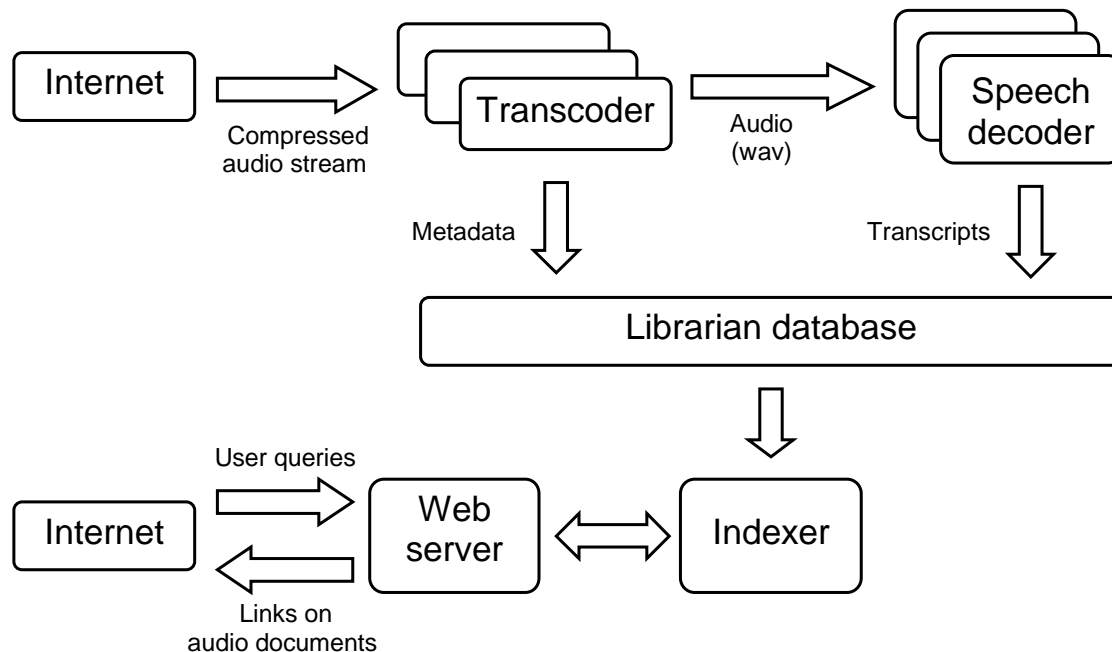 Internet
Compressed
audio stream
Transcoder
Audio
(wav)
Speech
decoder
Metadata
Transcripts
Librarian database
User queries
Internet
Web
server
Indexer
Links on
audio documents